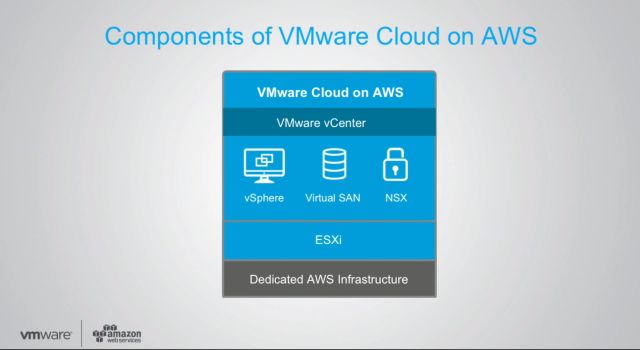 Components of VMware Cloud on AWS
VMware Cloud on AWS
VMware vCenter
vSphere Virtual SAN NSX
ESXi
Dedicated AWS Infrastructure
vmware
amazon
web services